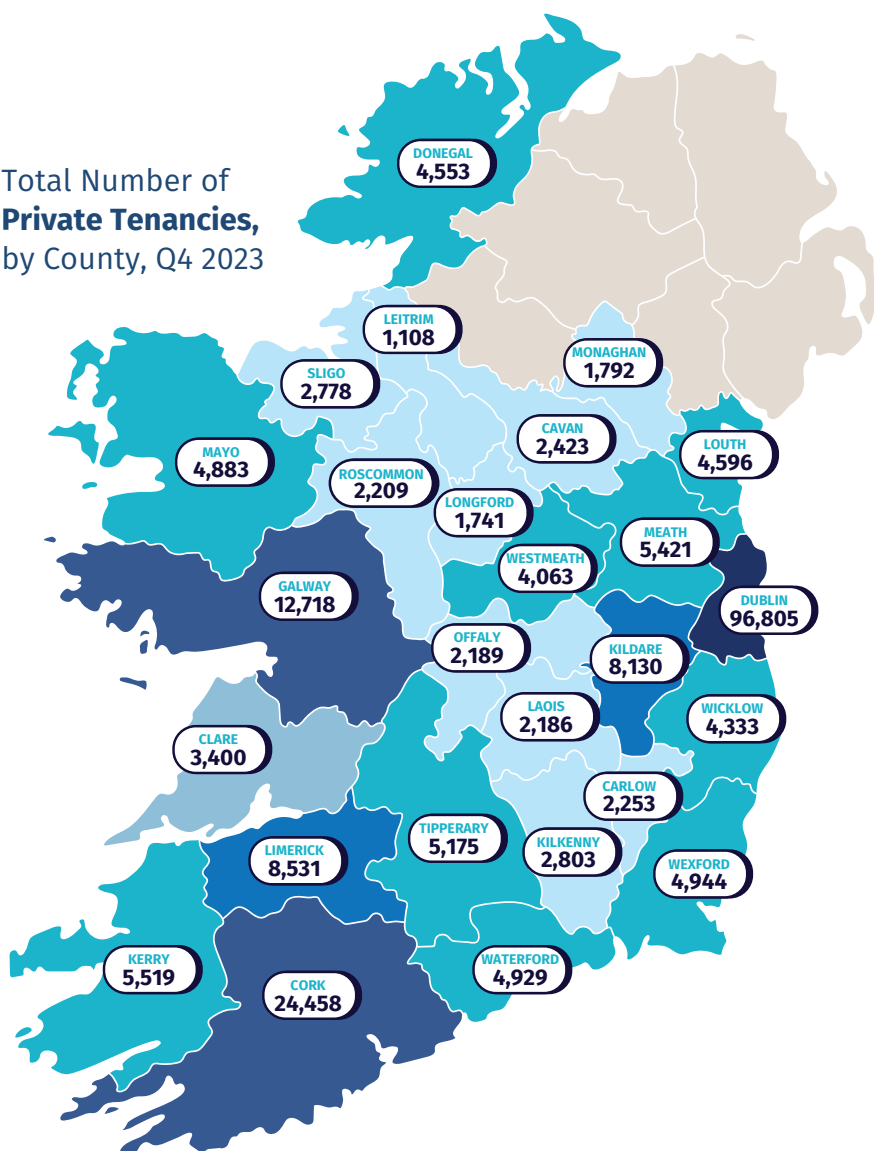 Total Number of
Private Tenancies,
by County, Q4 2023
DONEGAL
4,553
LEITRIM
1,108
MONAGHAN
1,792
SLIGO
2,778
CAVAN
2,423
LOUTH
4,596
MAYO
4,883
ROSCOMMON
2,209
LONGFORD
1,741
MEATH
5,421
WESTMEATH
4,063
GALWAY
12,718
DUBLIN
96,805
OFFALY
2,189
KILDARE
8,130
LAOIS
2,186
WICKLOW
4,333
CLARE
3,400
CARLOW
2,253
TIPPERARY
5,175
KILKENNY
2,803
LIMERICK
8,531
WEXFORD
4,944
KERRY
5,519
WATERFORD
4,929
CORK
24,458